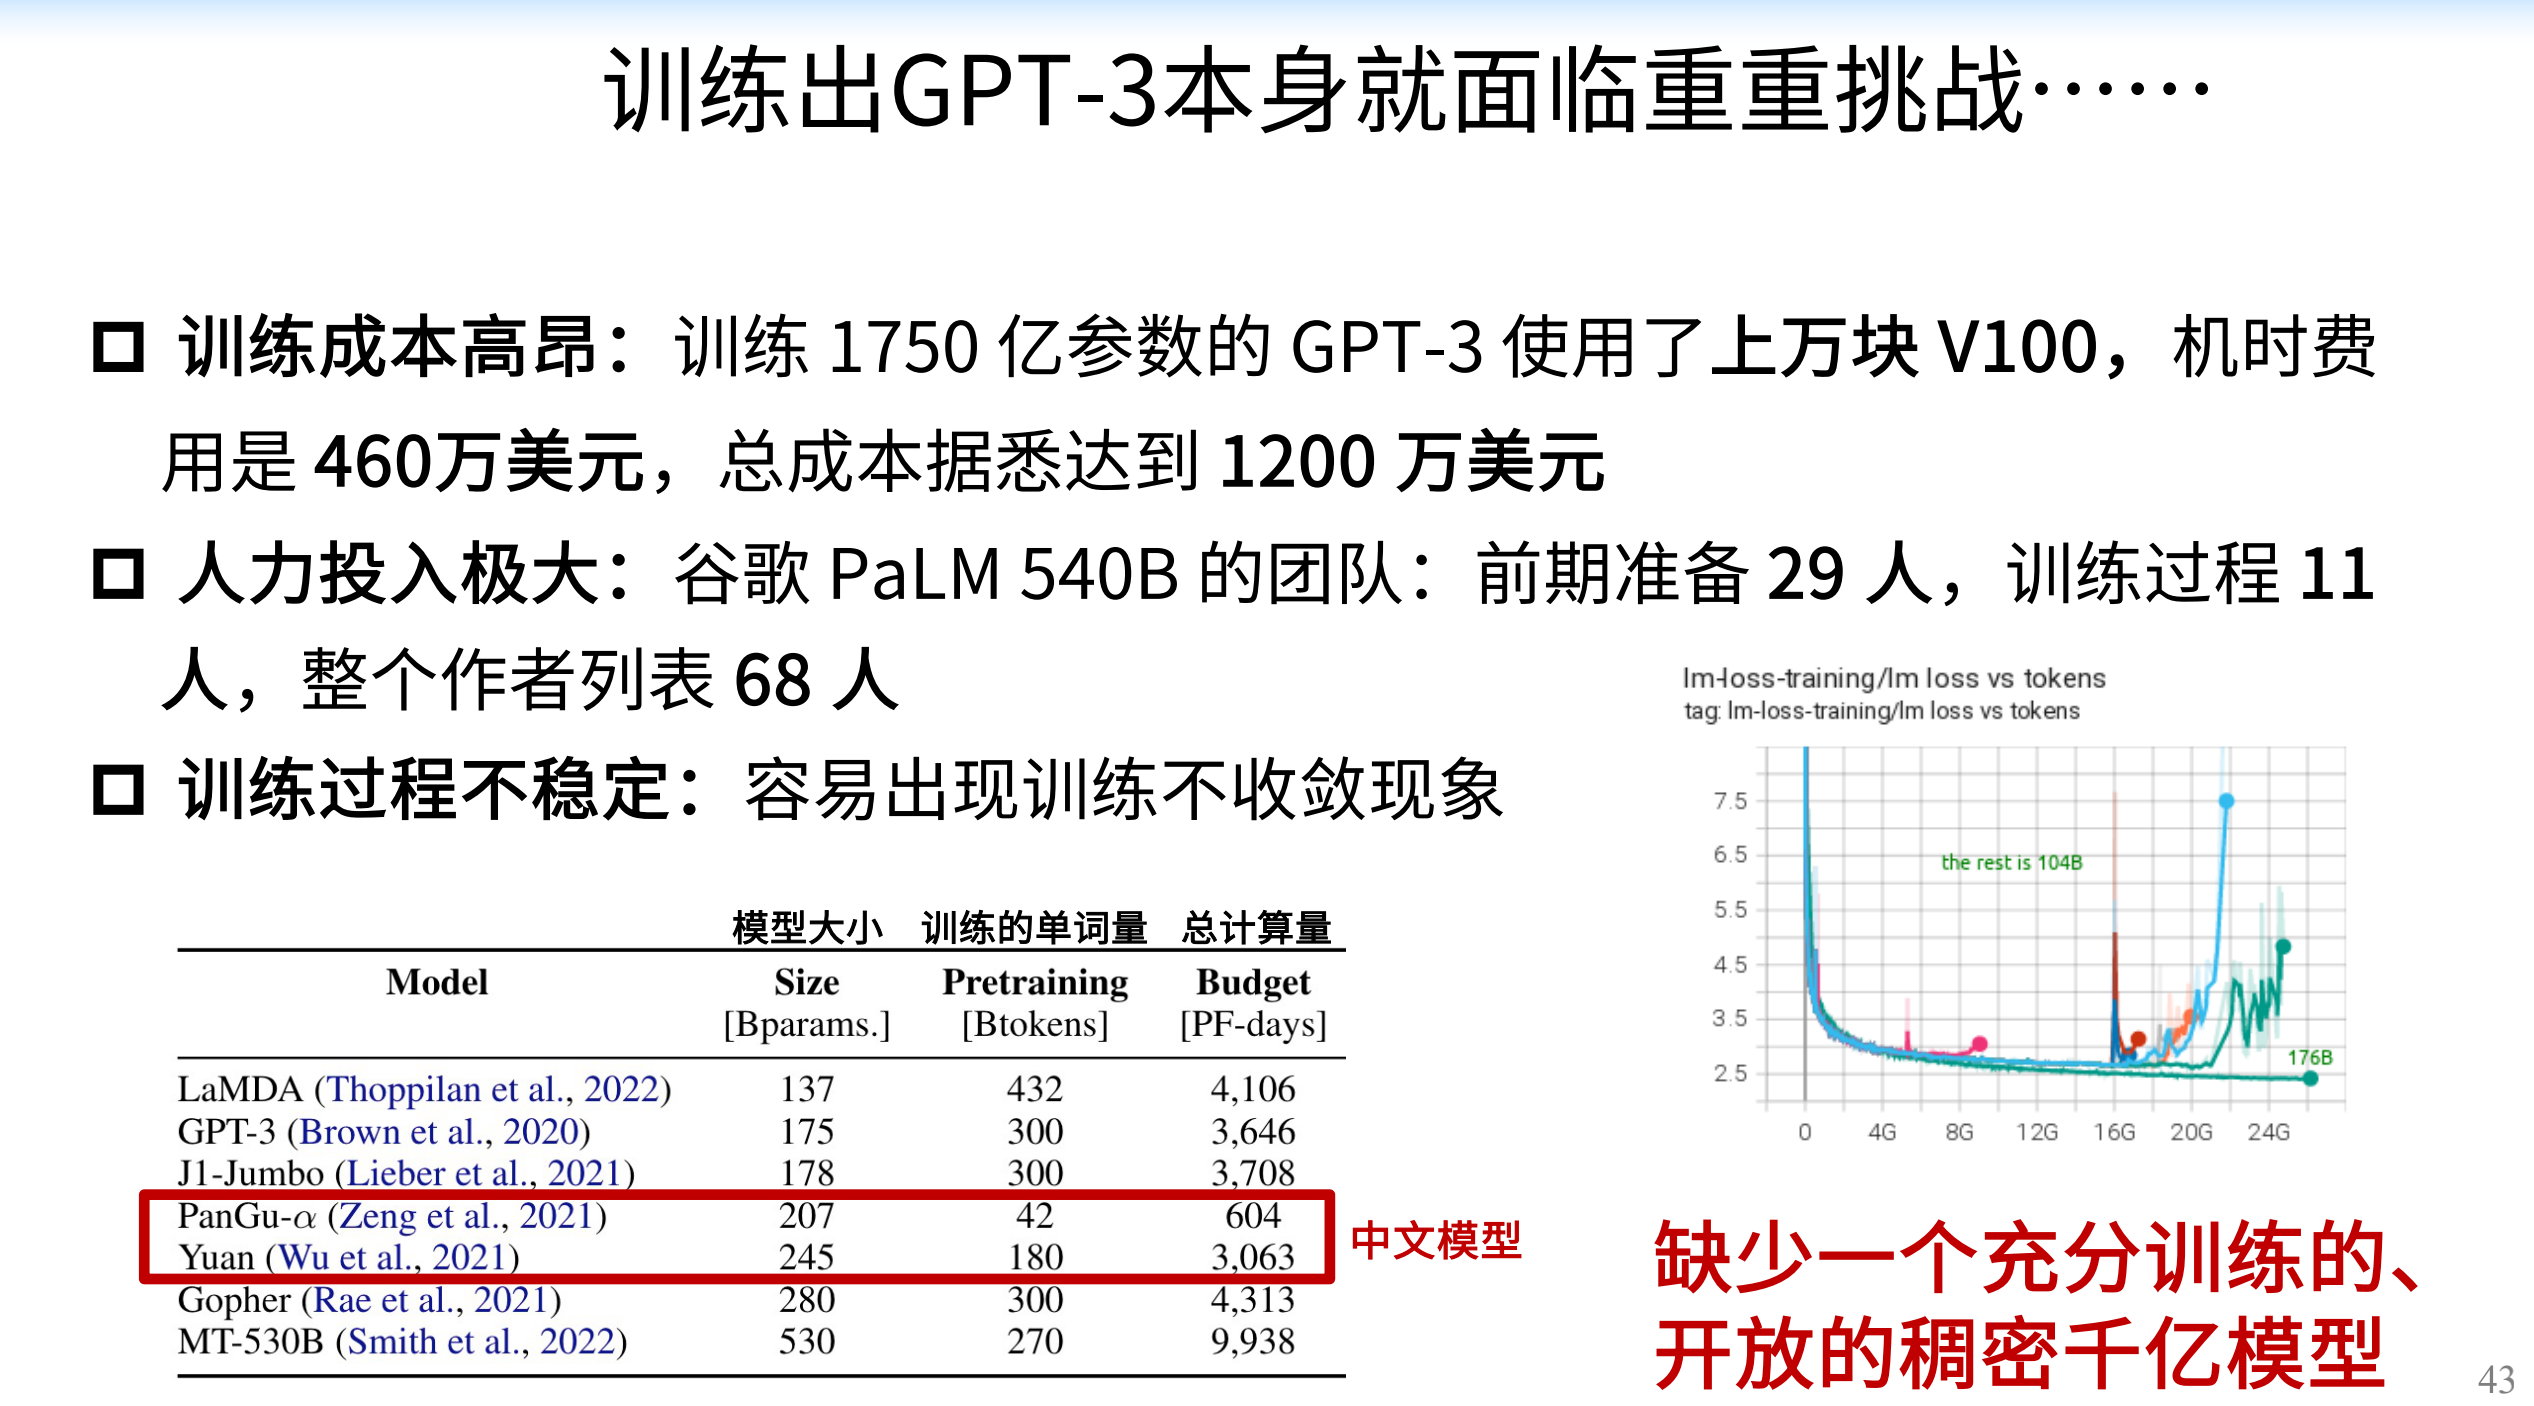 训练出GPT-3本身就面临重重挑战……
训练成本高昂：训练 1750 亿参数的 GPT-3 使用了上万块 V100，机时费
用是 460万美元，总成本据悉达到 1200 万美元
人力投入极大：谷歌 PaLM 540B 的团队：前期准备 29 人，训练过程 11
人，整个作者列表 68 人
训练过程不稳定：容易出现训练不收敛现象
模型大小 训练的单词量 总计算量
Model Size Pretraining Budget
[Bparams.] [Btokens] [PF-days]
LaMDA (Thoppilan et al., 2022) 137 432 4,106
GPT-3 (Brown et al., 2020) 175 300 3,646
J1-Jumbo (Lieber et al., 2021) 178 300 3,708
PanGu-α (Zeng et al., 2021) 207 42 604
Yuan (Wu et al., 2021) 245 180 3,063
Gopher (Rae et al., 2021) 280 300 4,313
MT-530B (Smith et al., 2022) 530 270 9,938
中文模型
lm-loss-training/lm loss vs tokens
tag: lm-loss-training/lm loss vs tokens
7.5
6.5
the rest is 104B
5.5
4.5
3.5
176B
2.5
0 4G 8G 12G 16G 20G 24G
缺少一个充分训练的、
开放的稠密千亿模型
43